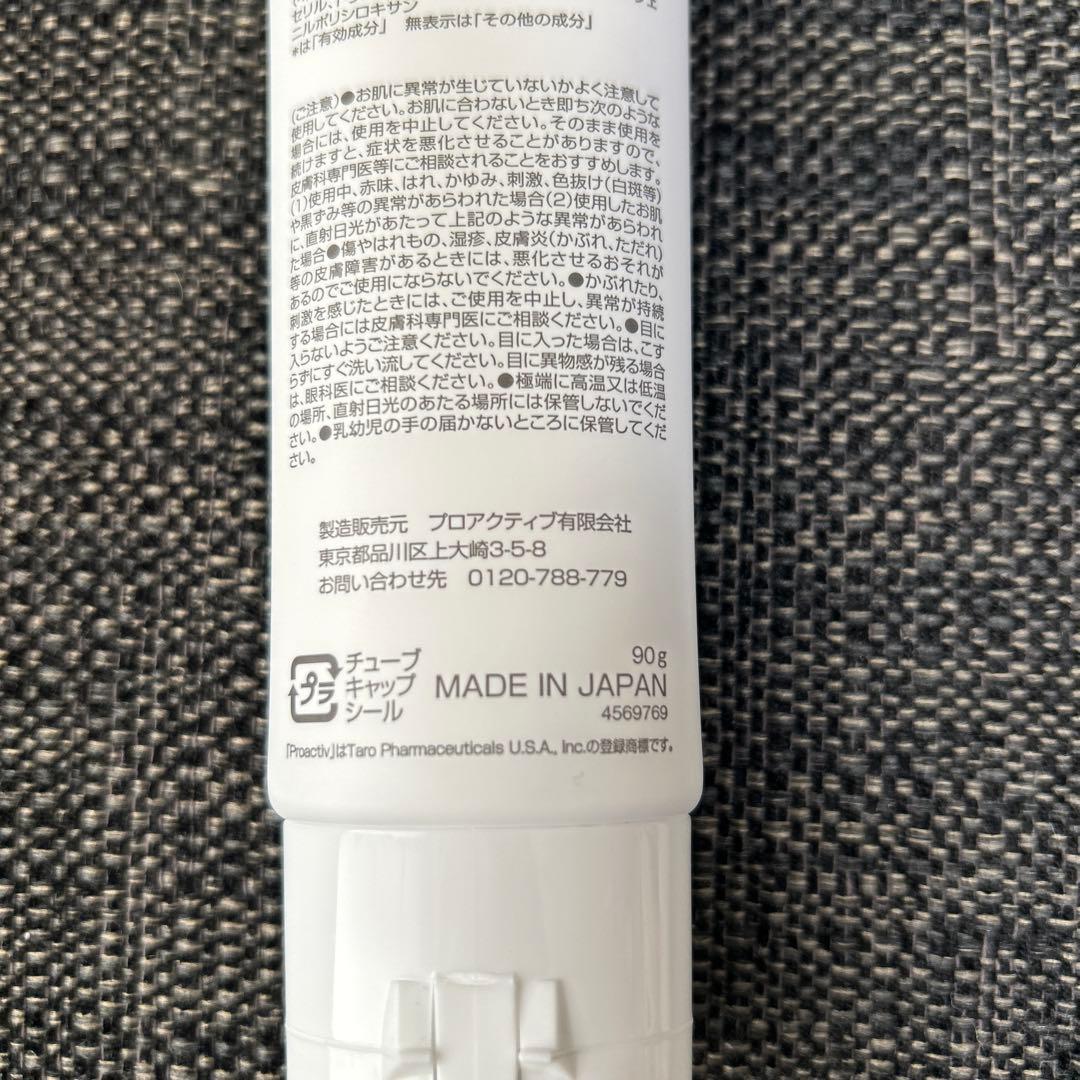 セリル、
ニルポリシロキサン
*は「有効成分」 無表示は「その他の成分」
(ご注意)●お肌に異常が生じていないかよく注意して
使用してください。お肌に合わないとき即ち次のような
場合には、使用を中止してください。そのまま使用を
続けますと、症状を悪化させることがありますので、
皮膚科専門医等にご相談されることをおすすめします。
(1)使用中、赤味、はれ、かゆみ、刺激、色抜け(白斑等)
や黒ずみ等の異常があらわれた場合(2)使用したお肌
に、直射日光があたって上記のような異常があらわれ
た場合●傷やはれもの、湿疹、皮膚炎(かぶれ、ただれ)
等の皮膚障害があるときには、悪化させるおそれが
あるのでご使用にならないでください。●かぶれたり、
刺激を感じたときには、ご使用を中止し、異常が持続
する場合には皮膚科専門医にご相談ください。●目に
入らないようご注意ください。目に入った場合は、こす
らずにすぐ洗い流してください。目に異物感が残る場合
は、眼科医にご相談ください。●極端に高温又は低温
の場所、直射日光のあたる場所には保管しないでくだ
さい。●乳幼児の手の届かないところに保管してくだ
さい。
製造販売元 プロアクティブ有限会社
東京都品川区上大崎3-5-8
お問い合わせ先 0120-788-779
プラ
チューブ
キャップ
シール
90g
MADE IN JAPAN
4569769
「Proactiv」はTaro Pharmaceuticals U.S.A., Inc.の登録商標です。